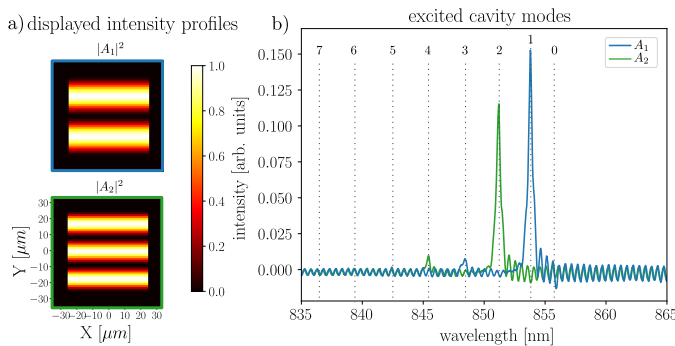 a) displayed intensity profiles
|A₁|²
|A₂|²
30
20
10
0
−10
−20
−30
Y [μm]
−30 −20 −10 0 10 20 30
X [μm]
1.0
0.8
0.6
0.4
0.2
0.0
intensity [arb. units]
b) excited cavity modes
7 6 5 4 3 2 1 0
A₁
A₂
0.150
0.125
0.100
0.075
0.050
0.025
0.000
835 840 845 850 855 860 865
wavelength [nm]